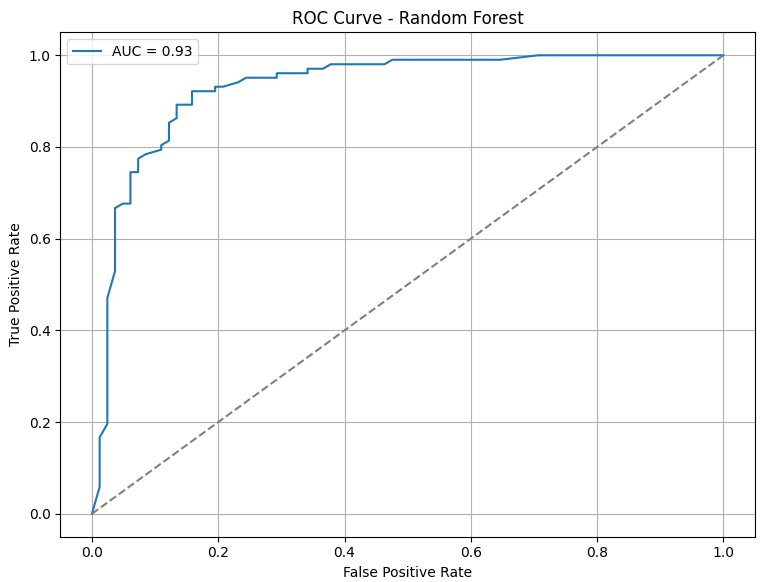 ROC Curve - Random Forest
AUC = 0.93
True Positive Rate
1.0
0.8
0.6
0.4
0.2
0.0
0.0 0.2 0.4 0.6 0.8 1.0
False Positive Rate